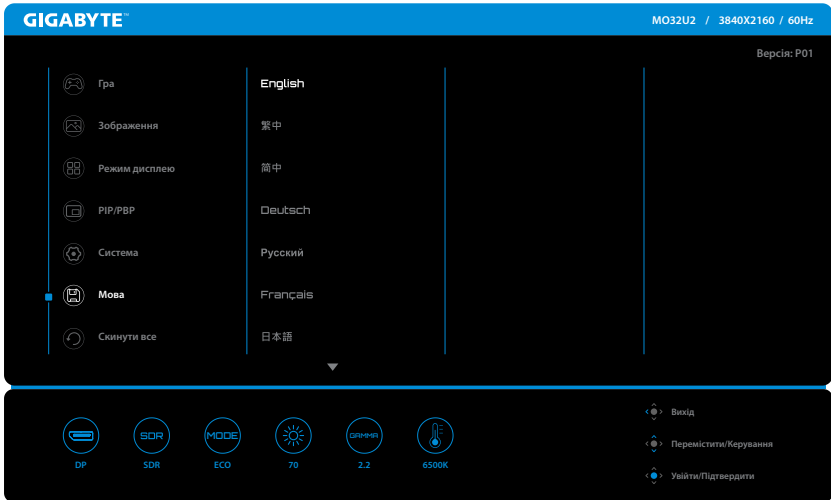 GIGABYTE™
MO32U2 / 3840X2160 / 60Hz
Версія: P01
Гра
Зображення
Режим дисплею
PIP/PBP
Система
Мова
Скинути все
English
繁中
简中
Deutsch
Русский
Français
日本語
SDR
MODE
GAMMA
DP
SDR
ECO
70
2.2
6500K
Вихід
Перемістити/Керування
Увійти/Підтвердити